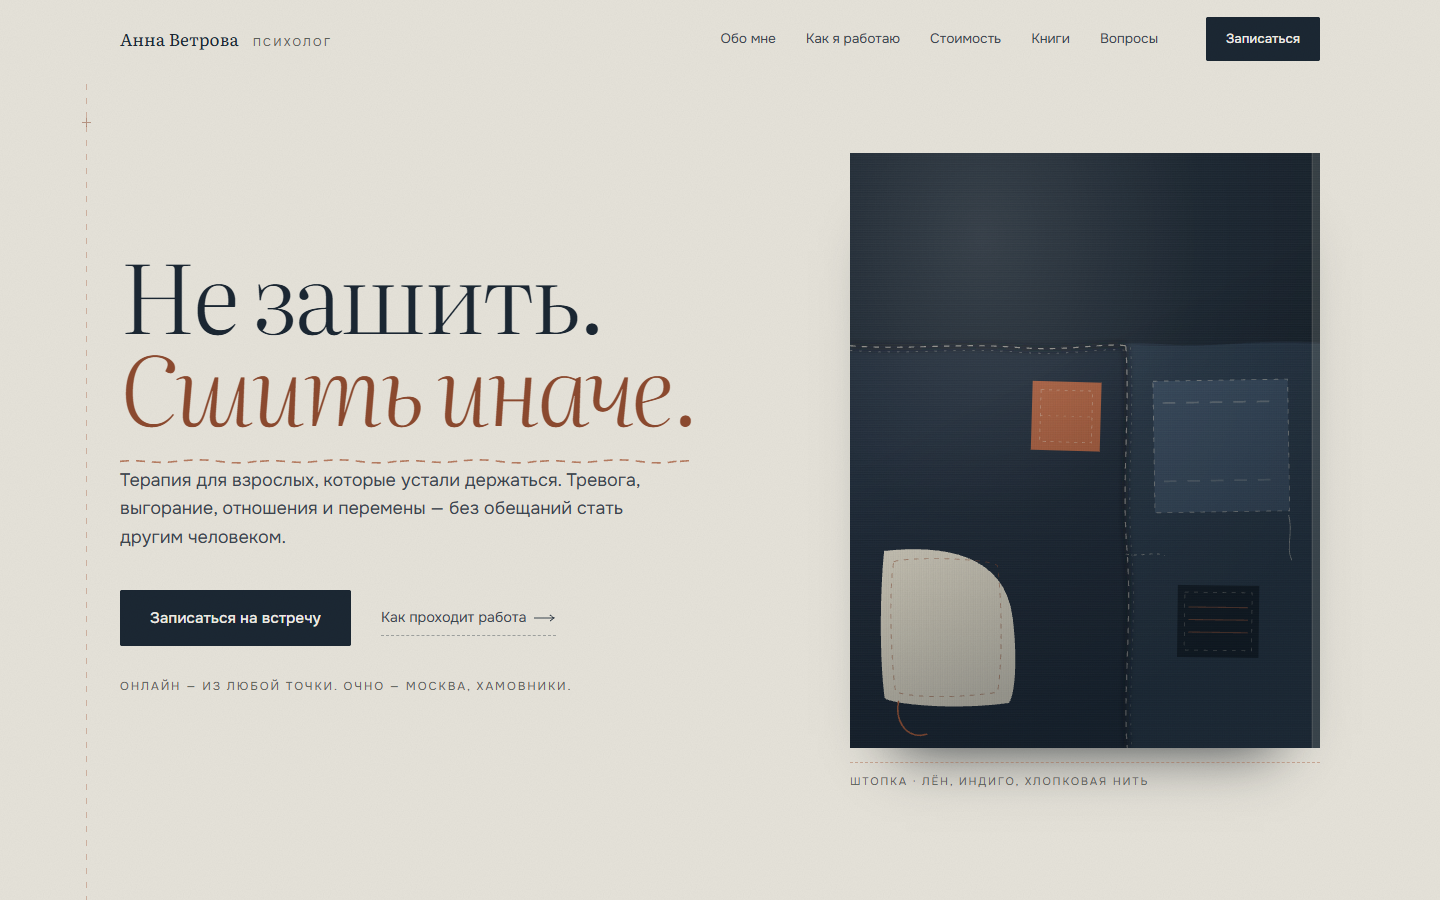 Анна Ветрова ПСИХОЛОГ
Обо мне Как я работаю Стоимость Книги Вопросы Записаться
Не зашить.
Сшить иначе.
Терапия для взрослых, которые устали держаться. Тревога,
выгорание, отношения и перемены — без обещаний стать
другим человеком.
Записаться на встречу Как проходит работа →
ОНЛАЙН — ИЗ ЛЮБОЙ ТОЧКИ. ОЧНО — МОСКВА, ХАМОВНИКИ.
ШТОПКА · ЛЁН, ИНДИГО, ХЛОПКОВАЯ НИТЬ